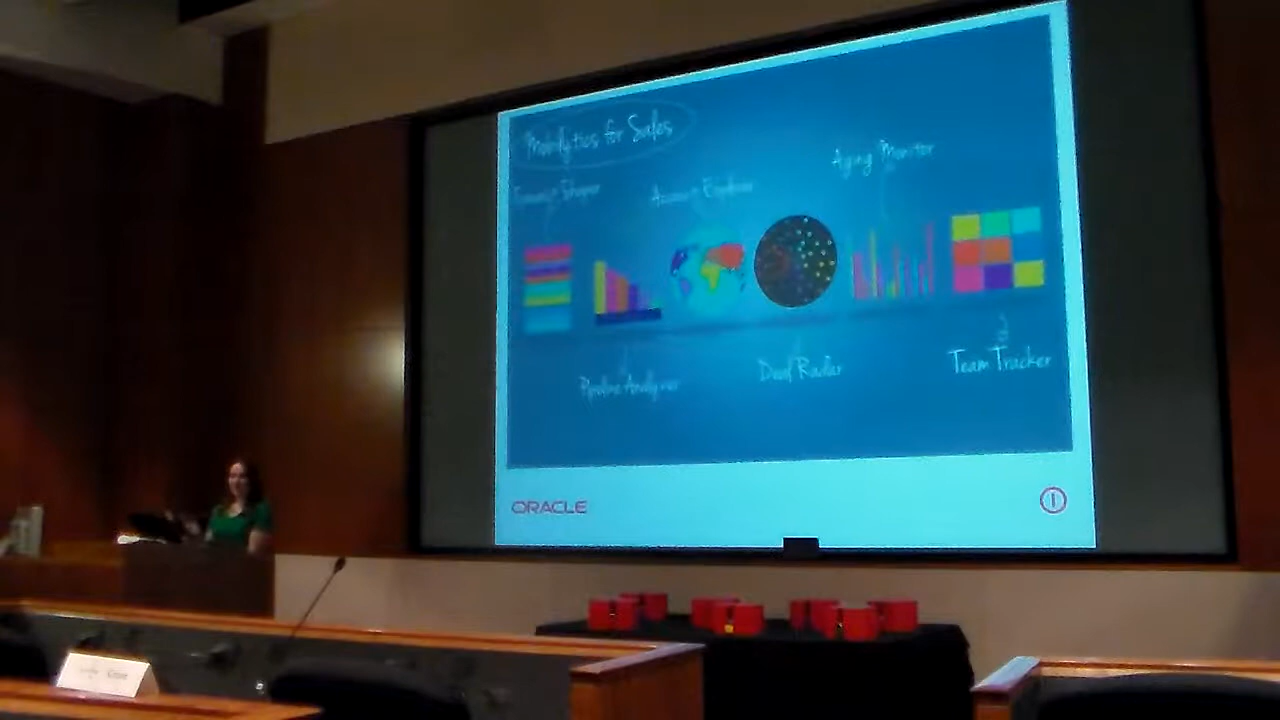 Mobilytics for Sales
Aging Monitor
Account Explorer
Pipeline Analyzer
Deal Radar
Team Tracker
ORACLE